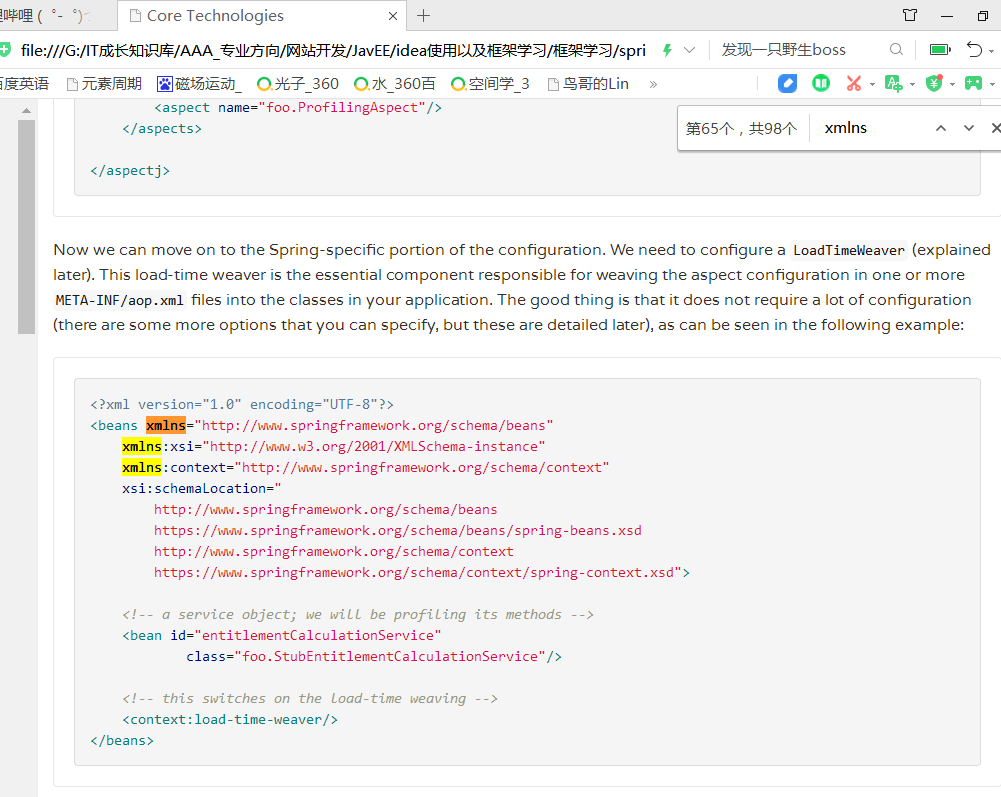 哩哔哩 ( ゜- ゜)つ
Core Technologies
file:///G:/IT成长知识库/AAA_专业方向/网站开发/JavEE/idea使用以及框架学习/框架学习/spri
发现一只野生boss
百度英语 元素周期 磁场运动_ 光子_360 水_360百 空间学_3 鸟哥的Lin »
第65个，共98个 xmlns
<aspect name="foo.ProfilingAspect"/>
</aspects>
</aspectj>
Now we can move on to the Spring-specific portion of the configuration. We need to configure a LoadTimeWeaver (explained
later). This load-time weaver is the essential component responsible for weaving the aspect configuration in one or more
META-INF/aop.xml files into the classes in your application. The good thing is that it does not require a lot of configuration
(there are some more options that you can specify, but these are detailed later), as can be seen in the following example:
<?xml version="1.0" encoding="UTF-8"?>
<beans xmlns="http://www.springframework.org/schema/beans"
xmlns:xsi="http://www.w3.org/2001/XMLSchema-instance"
xmlns:context="http://www.springframework.org/schema/context"
xsi:schemaLocation="
http://www.springframework.org/schema/beans
https://www.springframework.org/schema/beans/spring-beans.xsd
http://www.springframework.org/schema/context
https://www.springframework.org/schema/context/spring-context.xsd">
<!-- a service object; we will be profiling its methods -->
<bean id="entitlementCalculationService"
class="foo.StubEntitlementCalculationService"/>
<!-- this switches on the load-time weaving -->
<context:load-time-weaver/>
</beans>